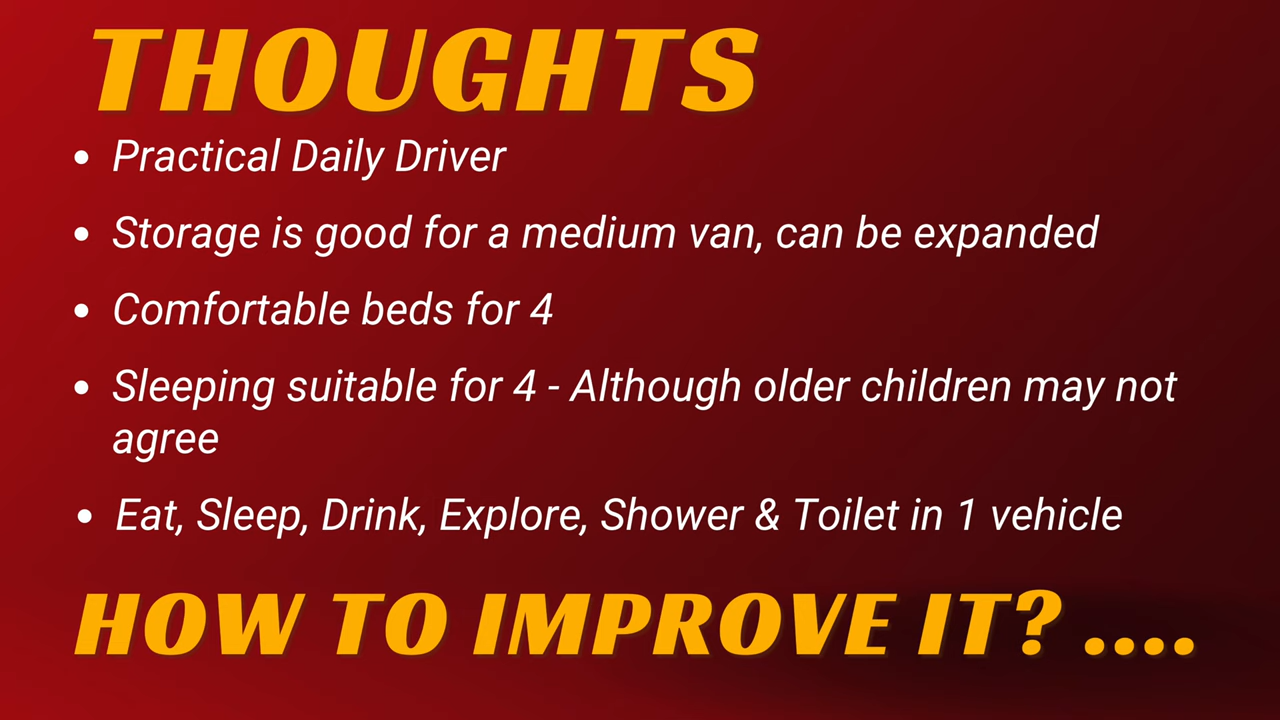 THOUGHTS
• Practical Daily Driver
• Storage is good for a medium van, can be expanded
• Comfortable beds for 4
• Sleeping suitable for 4 - Although older children may not
agree
• Eat, Sleep, Drink, Explore, Shower & Toilet in 1 vehicle
HOW TO IMPROVE IT? ....